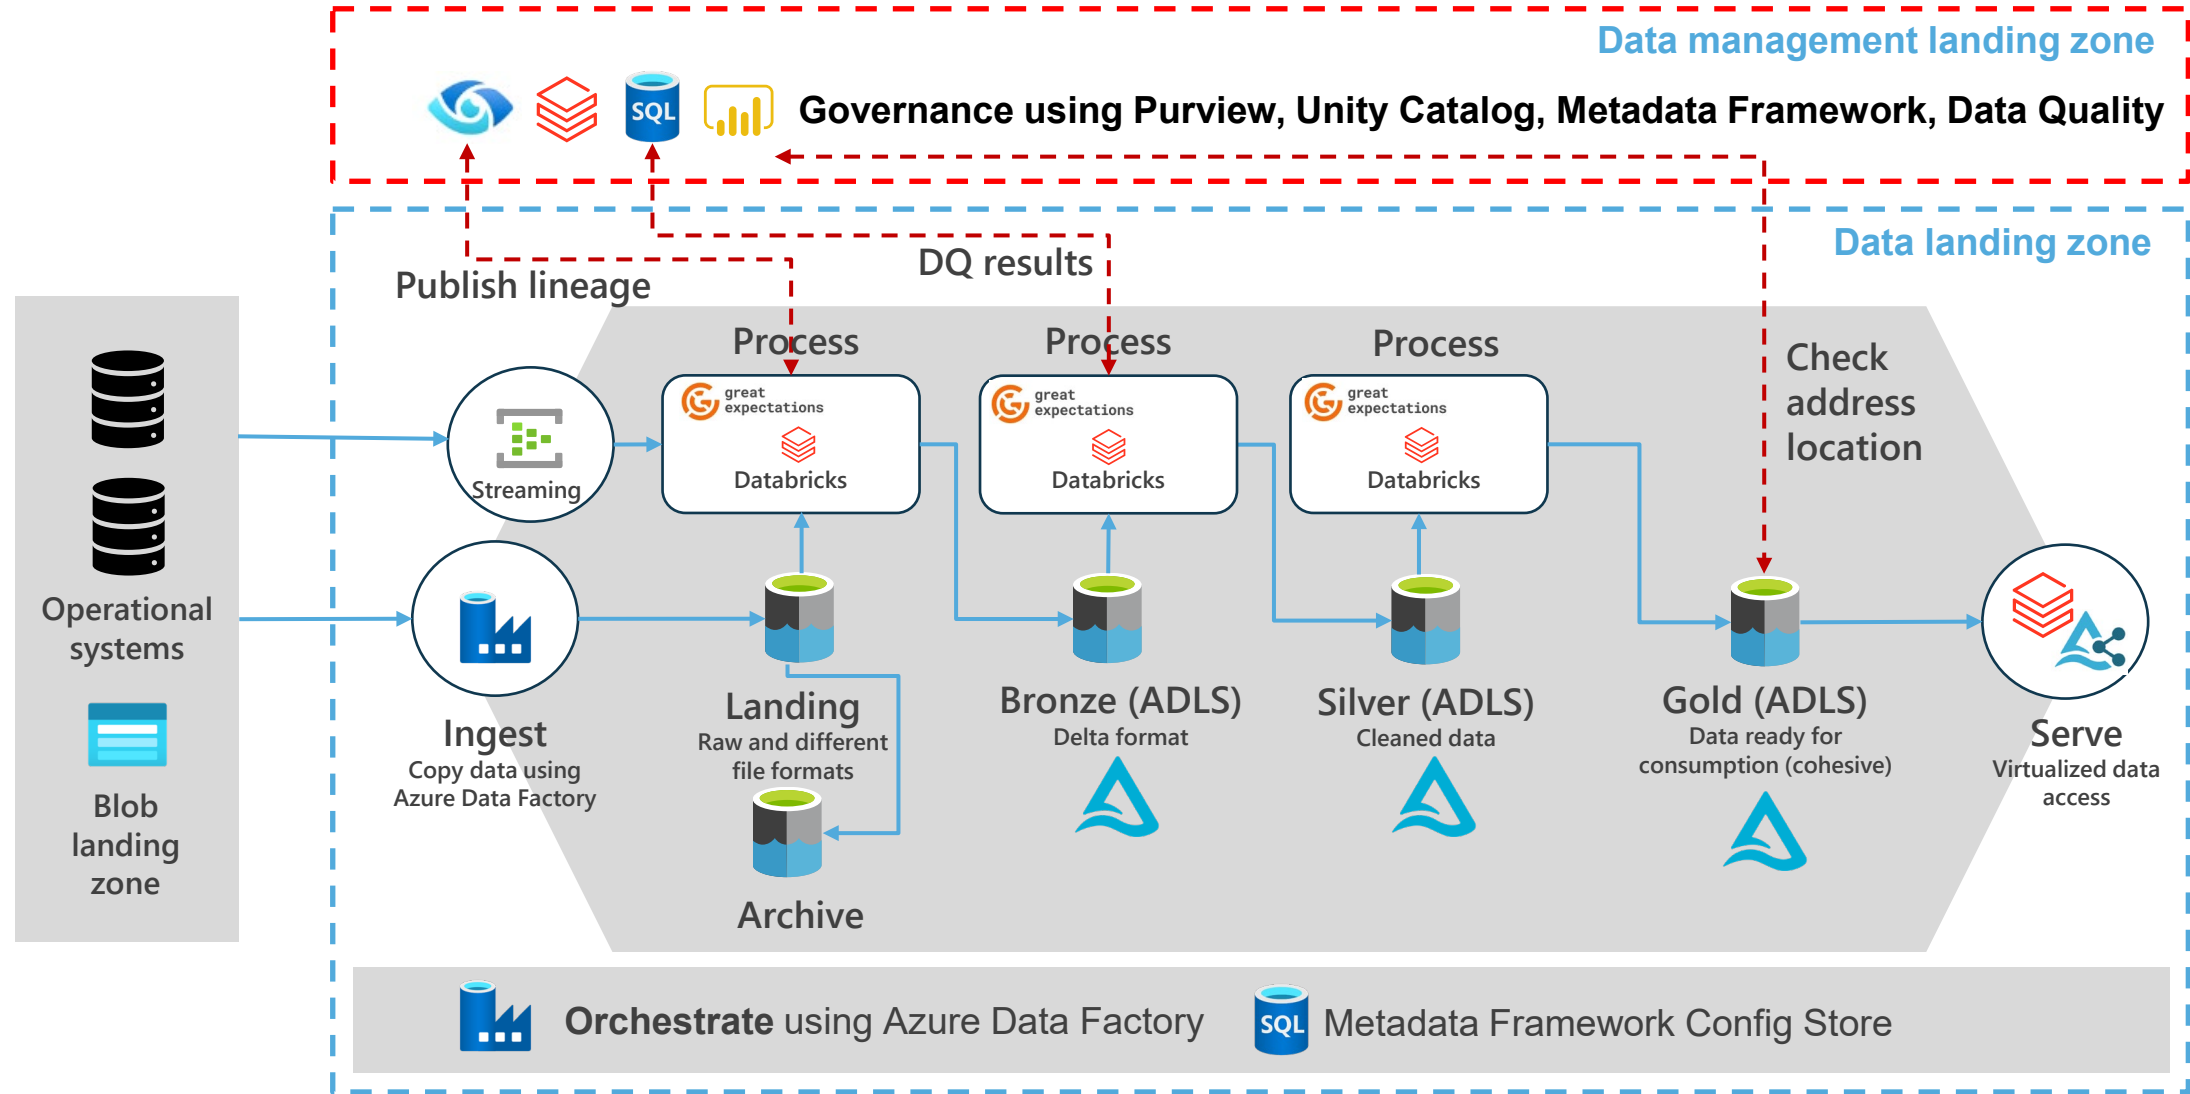 Data management landing zone
SQL
Governance using Purview, Unity Catalog, Metadata Framework, Data Quality
Data landing zone
Publish lineage
DQ results
Operational
systems
Blob
landing
zone
Streaming
Ingest
Copy data using
Azure Data Factory
Process
great
expectations
Databricks
Process
great
expectations
Databricks
Process
great
expectations
Databricks
Check
address
location
Landing
Raw and different
file formats
Archive
Bronze (ADLS)
Delta format
Silver (ADLS)
Cleaned data
Gold (ADLS)
Data ready for
consumption (cohesive)
Serve
Virtualized data
access
Orchestrate using Azure Data Factory
SQL
Metadata Framework Config Store